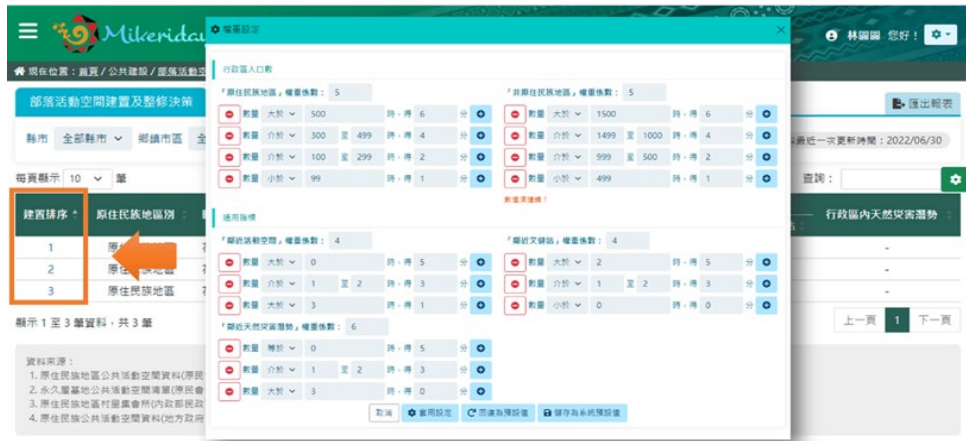 Mikerida
權重設定
林圖圖 您好！
現在位置：首頁 / 公共建設 / 部落活動空
部落活動空間建置及整修決策
匯出報表
縣市 全部縣市 鄉鎮市區 全
最近一次更新時間：2022/06/30
每頁顯示 10 筆
查詢：
建置排序 原住民族地區別
行政區內天然災害潛勢
1
2 原住民族地區 -
3 原住民族地區 -
顯示 1 至 3 筆資料，共 3 筆
上一頁 1 下一頁
資料來源：
1. 原住民族地區公共活動空間資料(原民
2. 永久屋基地公共活動空間清單(原民會
3. 原住民族地區村里集會所(內政部民政
4. 原住民族公共活動空間資料(地方政府
行政區人口數
「原住民族地區」權重係數： 5
數量 大於 500 時，得 6 分
數量 介於 300 至 499 時，得 4 分
數量 介於 100 至 299 時，得 2 分
數量 小於 99 時，得 1 分
「非原住民族地區」權重係數： 5
數量 大於 1500 時，得 6 分
數量 介於 1499 至 1000 時，得 4 分
數量 介於 999 至 500 時，得 2 分
數量 小於 499 時，得 1 分
數值須連續！
通用指標
「鄰近活動空間」權重係數： 4
數量 大於 0 時，得 5 分
數量 介於 1 至 2 時，得 3 分
數量 大於 3 時，得 1 分
「鄰近文健站」權重係數： 4
數量 大於 2 時，得 5 分
數量 介於 1 至 2 時，得 3 分
數量 小於 0 時，得 0 分
「鄰近天然災害潛勢」權重係數： 6
數量 等於 0 時，得 5 分
數量 介於 1 至 2 時，得 3 分
數量 大於 3 時，得 0 分
取消 套用設定 回復為預設值 儲存為系統預設值